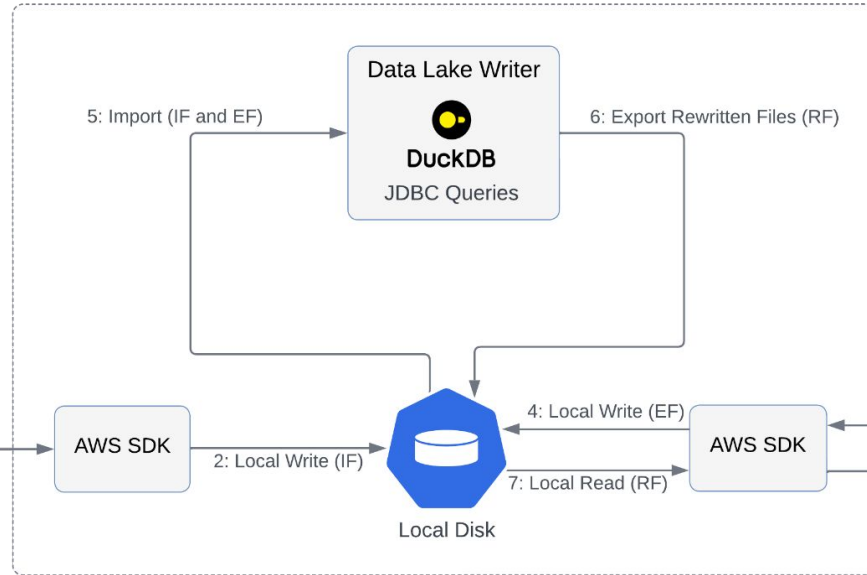 Data Lake Writer
DuckDB
JDBC Queries
5: Import (IF and EF)
6: Export Rewritten Files (RF)
AWS SDK
2: Local Write (IF)
4: Local Write (EF)
7: Local Read (RF)
AWS SDK
Local Disk